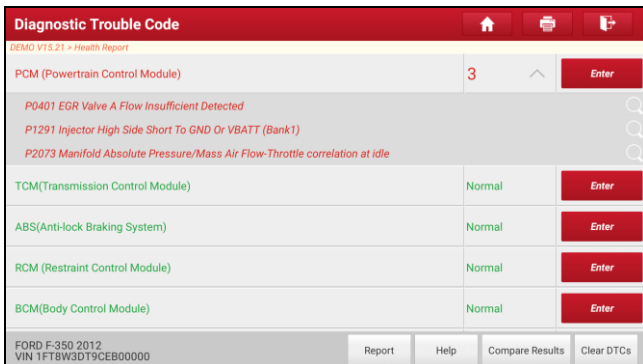 Diagnostic Trouble Code
DEMO V15.21 > Health Report
PCM (Powertrain Control Module) 3 Enter
P0401 EGR Valve A Flow Insufficient Detected
P1291 Injector High Side Short To GND Or VBATT (Bank1)
P2073 Manifold Absolute Pressure/Mass Air Flow-Throttle correlation at idle
TCM(Transmission Control Module) Normal Enter
ABS(Anti-lock Braking System) Normal Enter
RCM (Restraint Control Module) Normal Enter
BCM(Body Control Module) Normal Enter
FORD F-350 2012
VIN 1FT8W3DT9CEB00000
Report Help Compare Results Clear DTCs